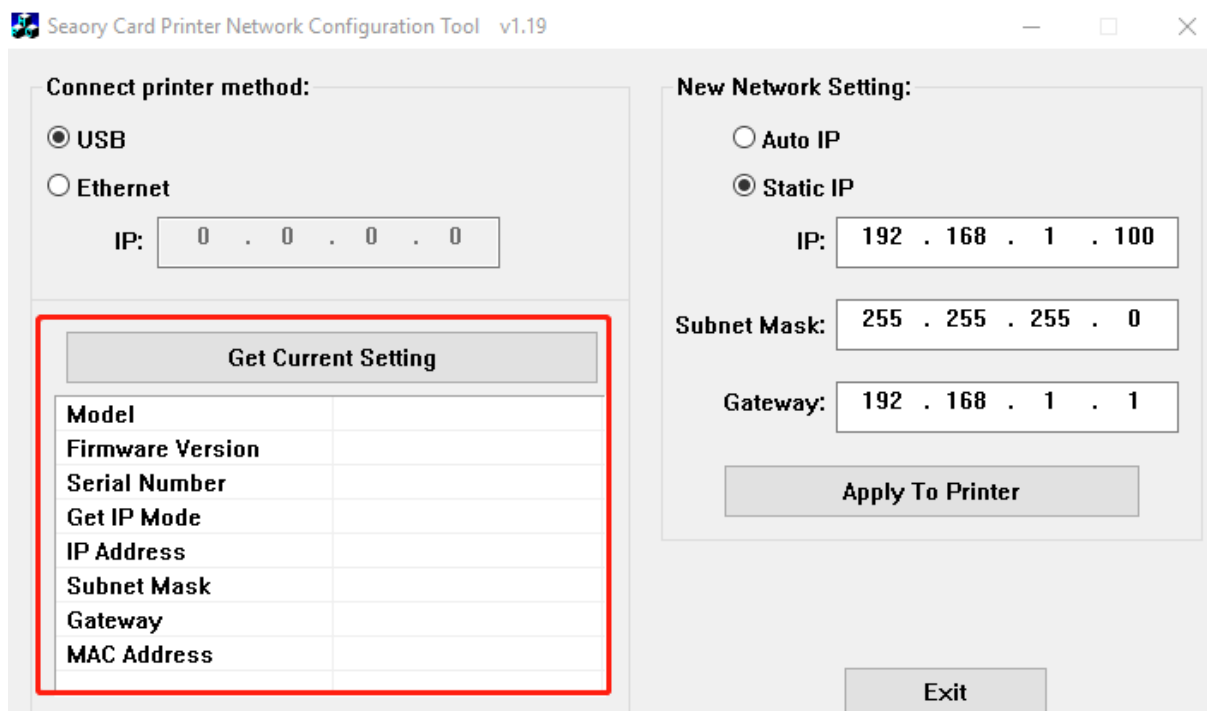 Seaory Card Printer Network Configuration Tool v1.19
Connect printer method:
USB
Ethernet
IP: 0 . 0 . 0 . 0
Get Current Setting
Model
Firmware Version
Serial Number
Get IP Mode
IP Address
Subnet Mask
Gateway
MAC Address
New Network Setting:
Auto IP
Static IP
IP: 192 . 168 . 1 . 100
Subnet Mask: 255 . 255 . 255 . 0
Gateway: 192 . 168 . 1 . 1
Apply To Printer
Exit